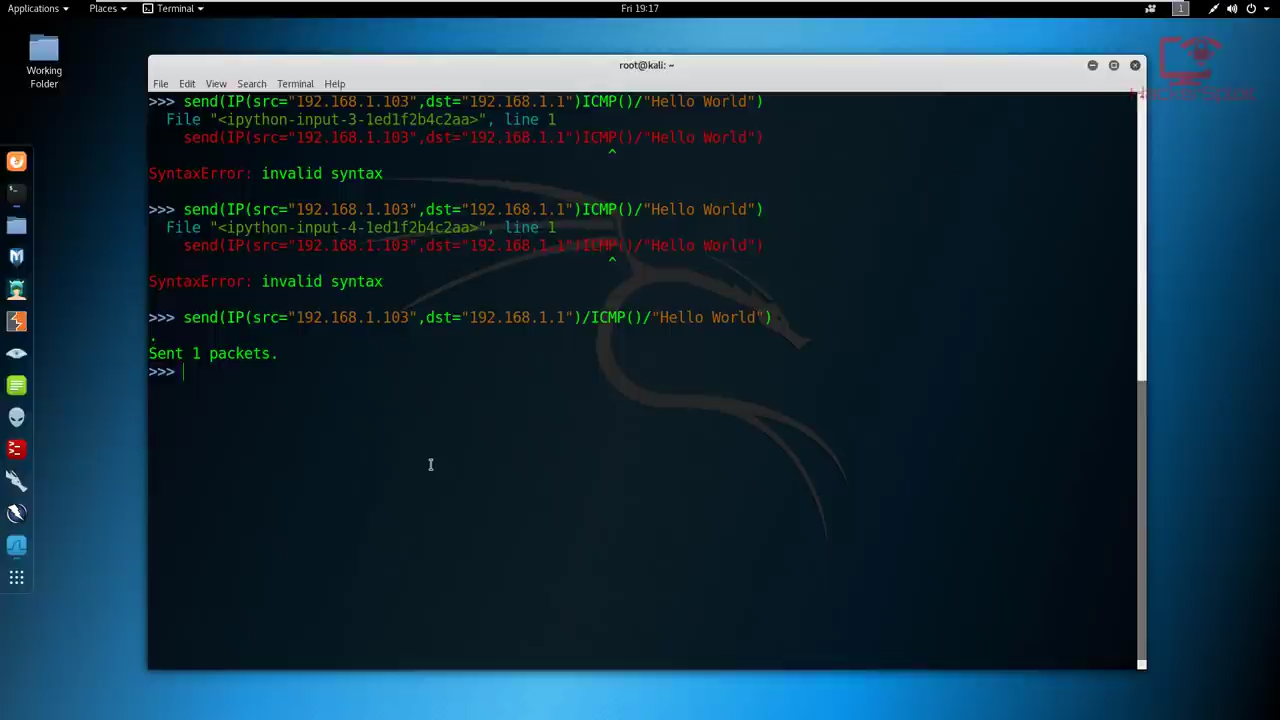 Applications Places Terminal Fri 19:17 1
Working
Folder
root@kali: ~
File Edit View Search Terminal Help
>>> send(IP(src="192.168.1.103",dst="192.168.1.1")ICMP()/"Hello World")
File "<ipython-input-3-1ed1f2b4c2aa>", line 1
send(IP(src="192.168.1.103",dst="192.168.1.1")ICMP()/"Hello World")
^
SyntaxError: invalid syntax
>>> send(IP(src="192.168.1.103",dst="192.168.1.1")ICMP()/"Hello World")
File "<ipython-input-4-1ed1f2b4c2aa>", line 1
send(IP(src="192.168.1.103",dst="192.168.1.1")ICMP()/"Hello World")
^
SyntaxError: invalid syntax
>>> send(IP(src="192.168.1.103",dst="192.168.1.1")/ICMP()/"Hello World")
.
Sent 1 packets.
>>>